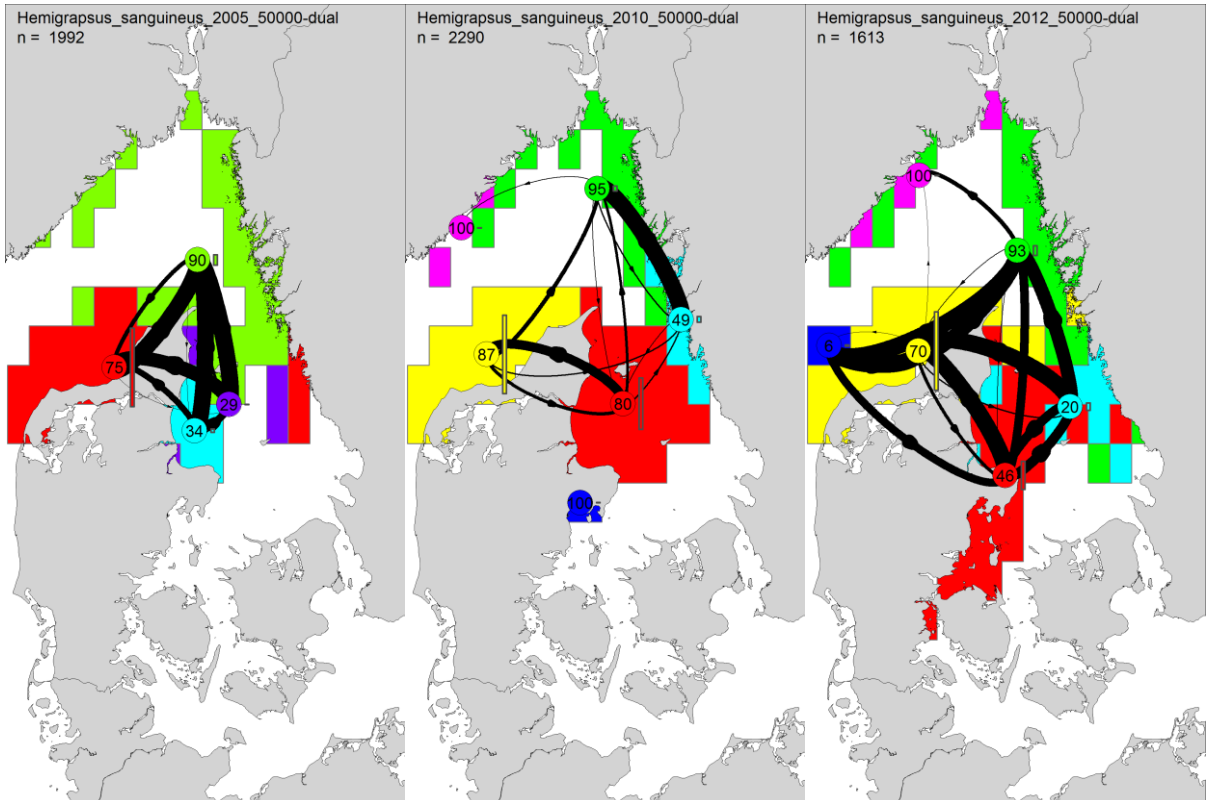 Hemigrapsus_sanguineus_2005_50000-dual
n = 1992
90
75
29
34
Hemigrapsus_sanguineus_2010_50000-dual
n = 2290
95
100
49
87
80
100
Hemigrapsus_sanguineus_2012_50000-dual
n = 1613
100
93
6
70
20
46